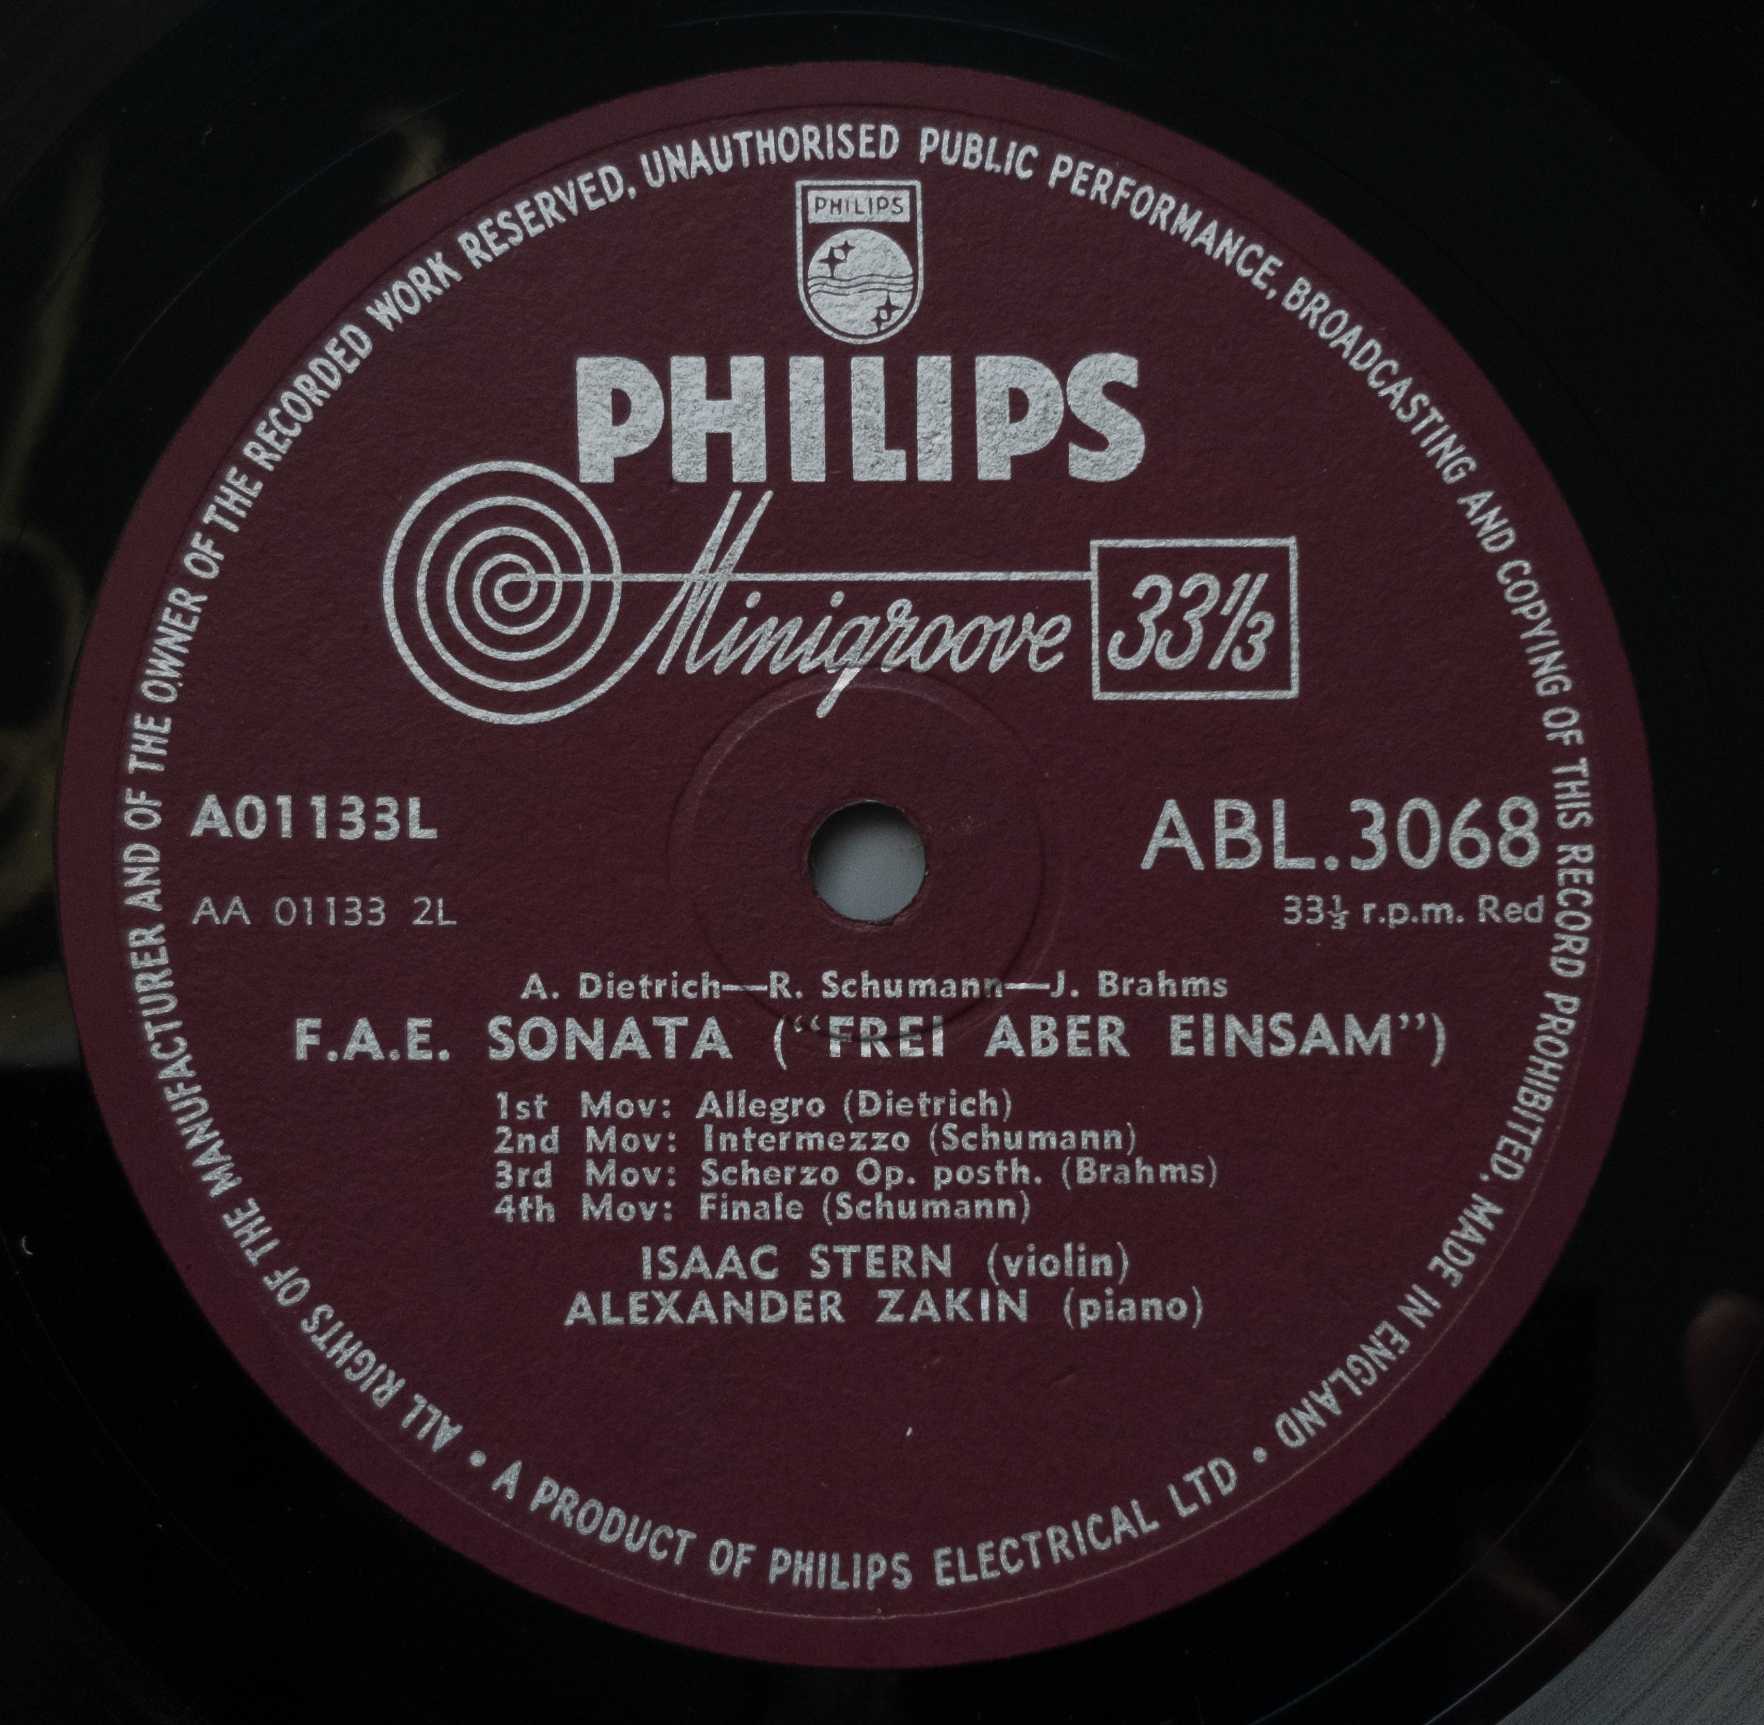 PHILIPS
PHILIPS
Minigroove 33 1/3
A01133L
ABL.3068
AA 01133 2L
33⅓ r.p.m. Red
A. Dietrich—R. Schumann—J. Brahms
F.A.E. SONATA (“FREI ABER EINSAM”)
1st Mov: Allegro (Dietrich)
2nd Mov: Intermezzo (Schumann)
3rd Mov: Scherzo Op. posth. (Brahms)
4th Mov: Finale (Schumann)
ISAAC STERN (violin)
ALEXANDER ZAKIN (piano)
ALL RIGHTS OF THE MANUFACTURER AND OF THE OWNER OF THE RECORDED WORK RESERVED, UNAUTHORISED PUBLIC PERFORMANCE, BROADCASTING AND COPYING OF THIS RECORD PROHIBITED. MADE IN ENGLAND •
A PRODUCT OF PHILIPS ELECTRICAL LTD •